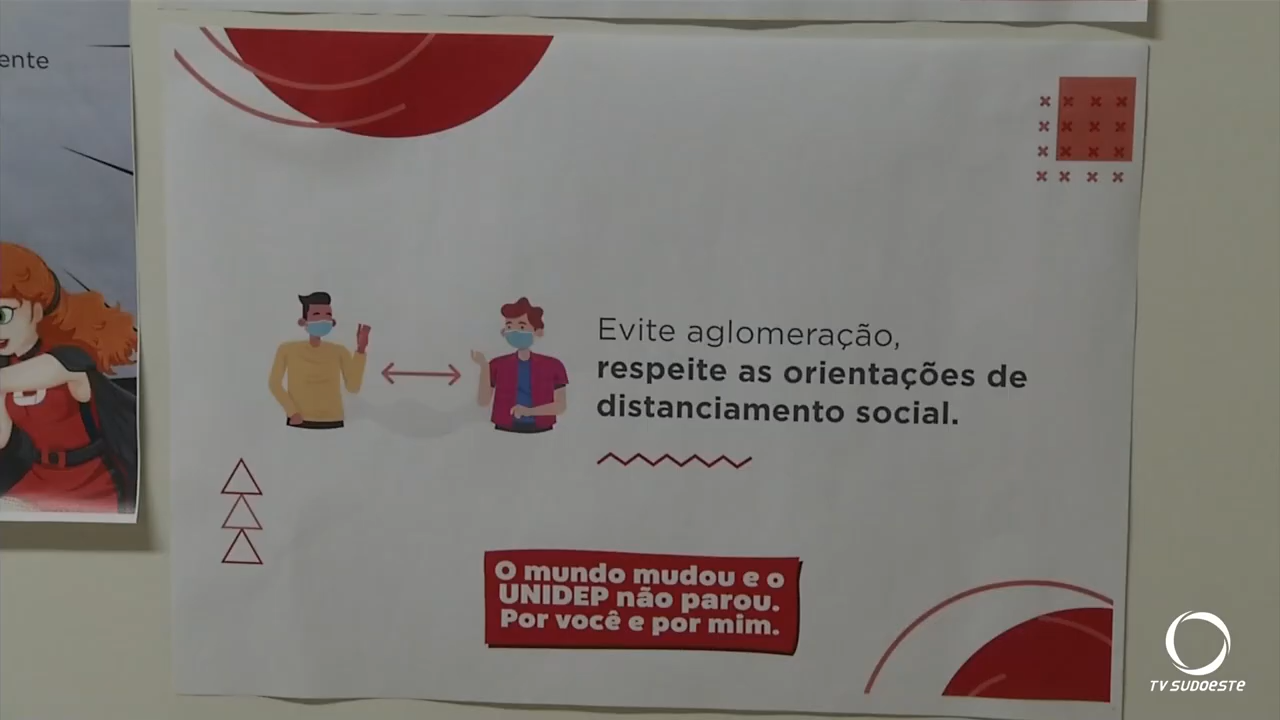 ente
Evite aglomeração,
respeite as orientações de
distanciamento social.
O mundo mudou e o
UNIDEP não parou.
Por você e por mim.
TV SUDOESTE